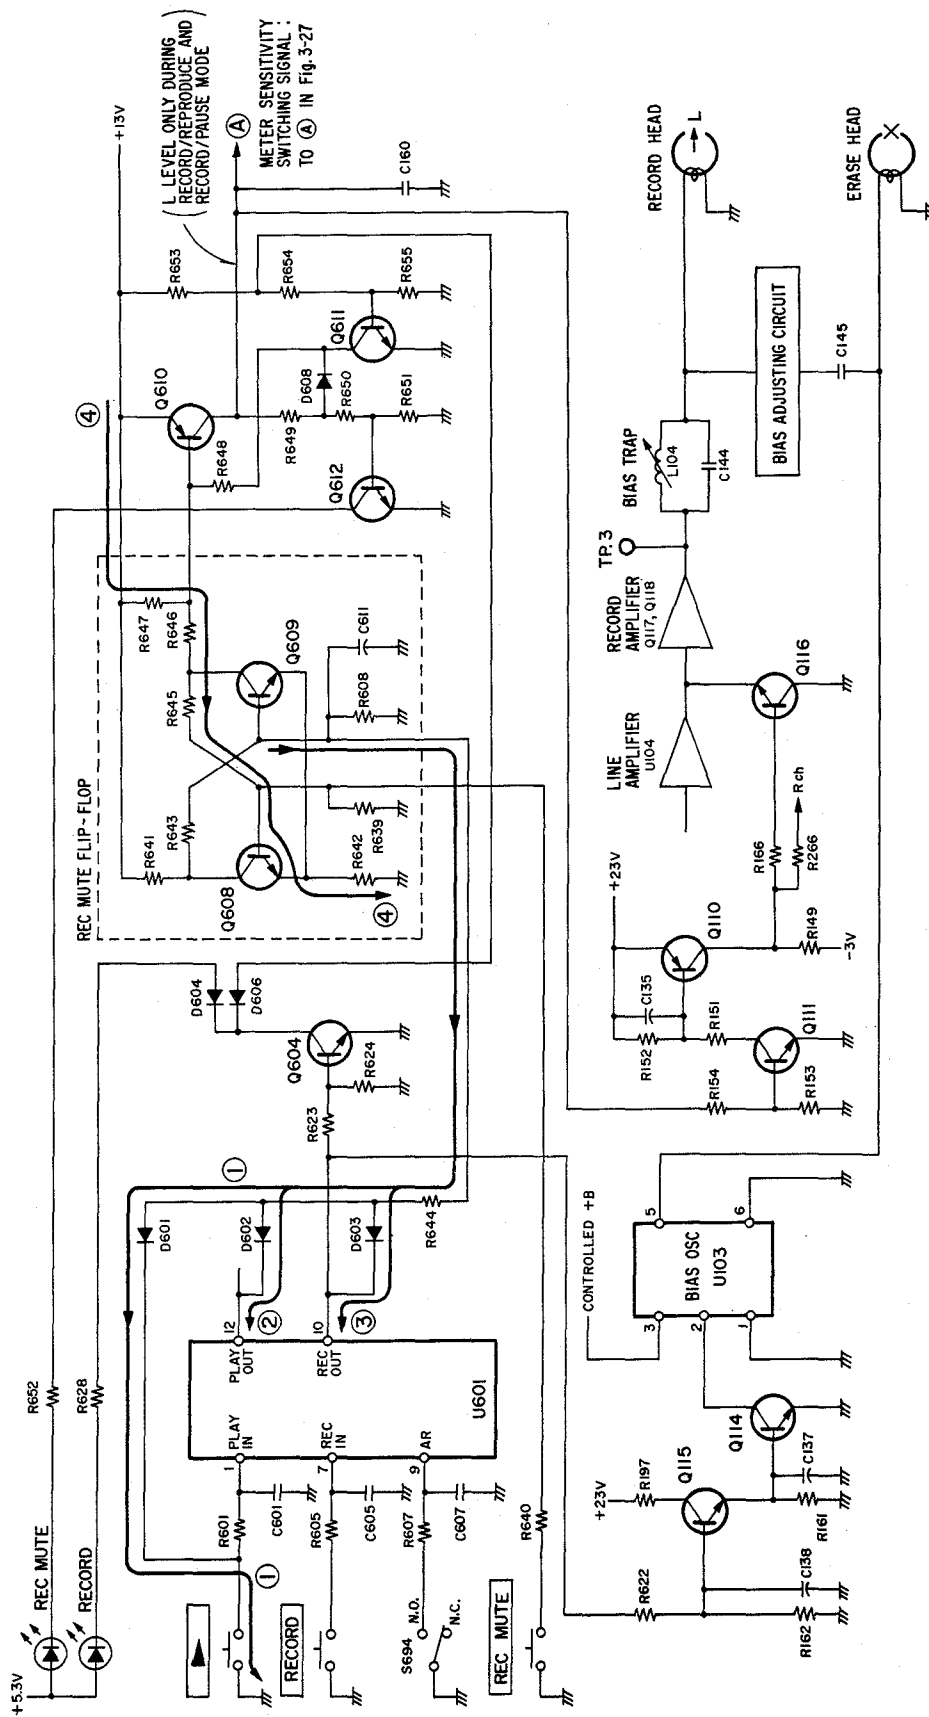 +5.3V
REC MUTE
RECORD
R652
R628
RECORD
REC MUTE
S694
N.O.
N.C.
R601
C601
R605
C605
R607
C607
R640
1
7
9
PLAY
IN
REC
IN
AR
PLAY
OUT
REC
OUT
12
10
U601
①
①
②
③
D601
D602
D603
R644
R623
R624
Q604
D604
D606
REC MUTE FLIP-FLOP
R641
R643
R645
R646
R647
Q608
Q609
R642
R639
R608
C611
④
④
+13V
Q610
R648
Q612
Q611
D608
R649
R650
R651
R653
R654
R655
C160
Ⓐ
( L LEVEL ONLY DURING
RECORD/REPRODUCE AND
RECORD/PAUSE MODE )
METER SENSITIVITY
SWITCHING SIGNAL :
TO Ⓐ IN Fig. 3-27
+23V
R197
Q115
Q114
R622
R162
C138
R161
C137
CONTROLLED +B
3
2
1
5
6
BIAS OSC
U103
+23V
R152
C135
R151
R154
R153
Q111
Q110
R149
-3V
R166
R266
Rch
Q116
LINE
AMPLIFIER
U104
RECORD
AMPLIFIER
Q117, Q118
TP.3
BIAS TRAP
L104
C144
BIAS ADJUSTING CIRCUIT
C145
RECORD HEAD
L
ERASE HEAD